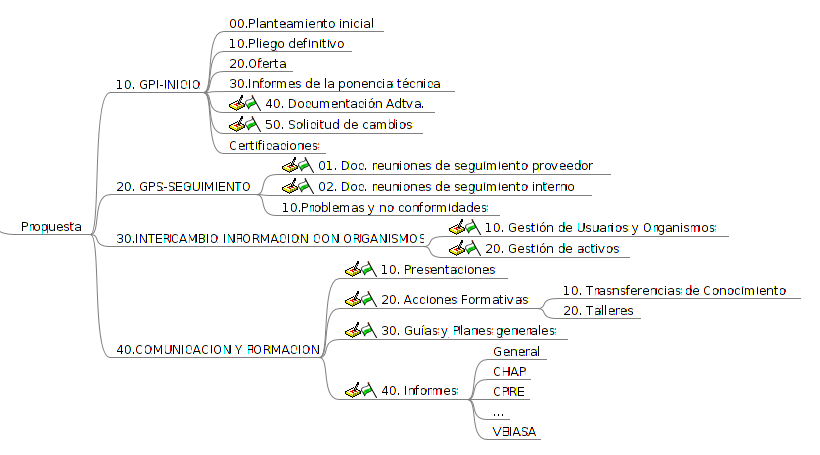 Propuesta
10. GPI-INICIO
00.Planteamiento inicial
10.Pliego definitivo
20.Oferta
30.Informes de la ponencia técnica
40. Documentación Adtva.
50. Solicitud de cambios
Certificaciones
20. GPS-SEGUIMIENTO
01. Doc. reuniones de seguimiento proveedor
02. Doc. reuniones de seguimiento interno
10.Problemas y no conformidades
30.INTERCAMBIO INFORMACION CON ORGANISMOS
10. Gestión de Usuarios y Organismos
20. Gestión de activos
40.COMUNICACION Y FORMACION
10. Presentaciones
20. Acciones Formativas
10. Trasnsferencias de Conocimiento
20. Talleres
30. Guías y Planes generales
40. Informes
General
CHAP
CPRE
...
VEIASA